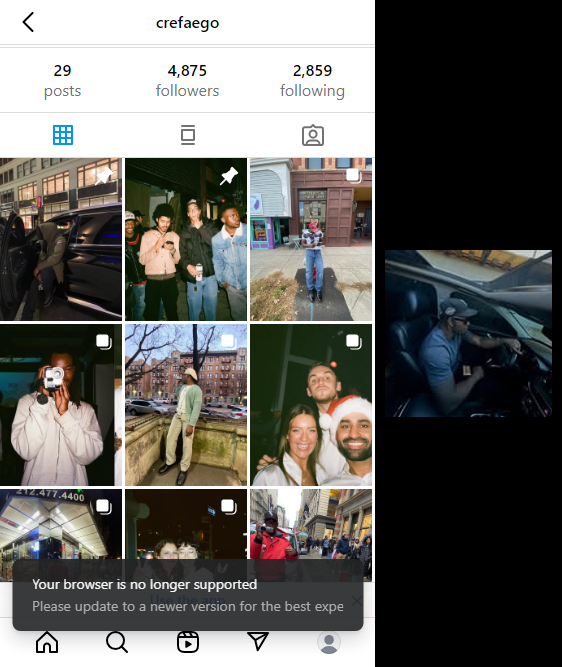 crefaego
29
posts
4,875
followers
2,859
following
212.477.4400
Your browser is no longer supported
Please update to a newer version for the best expe